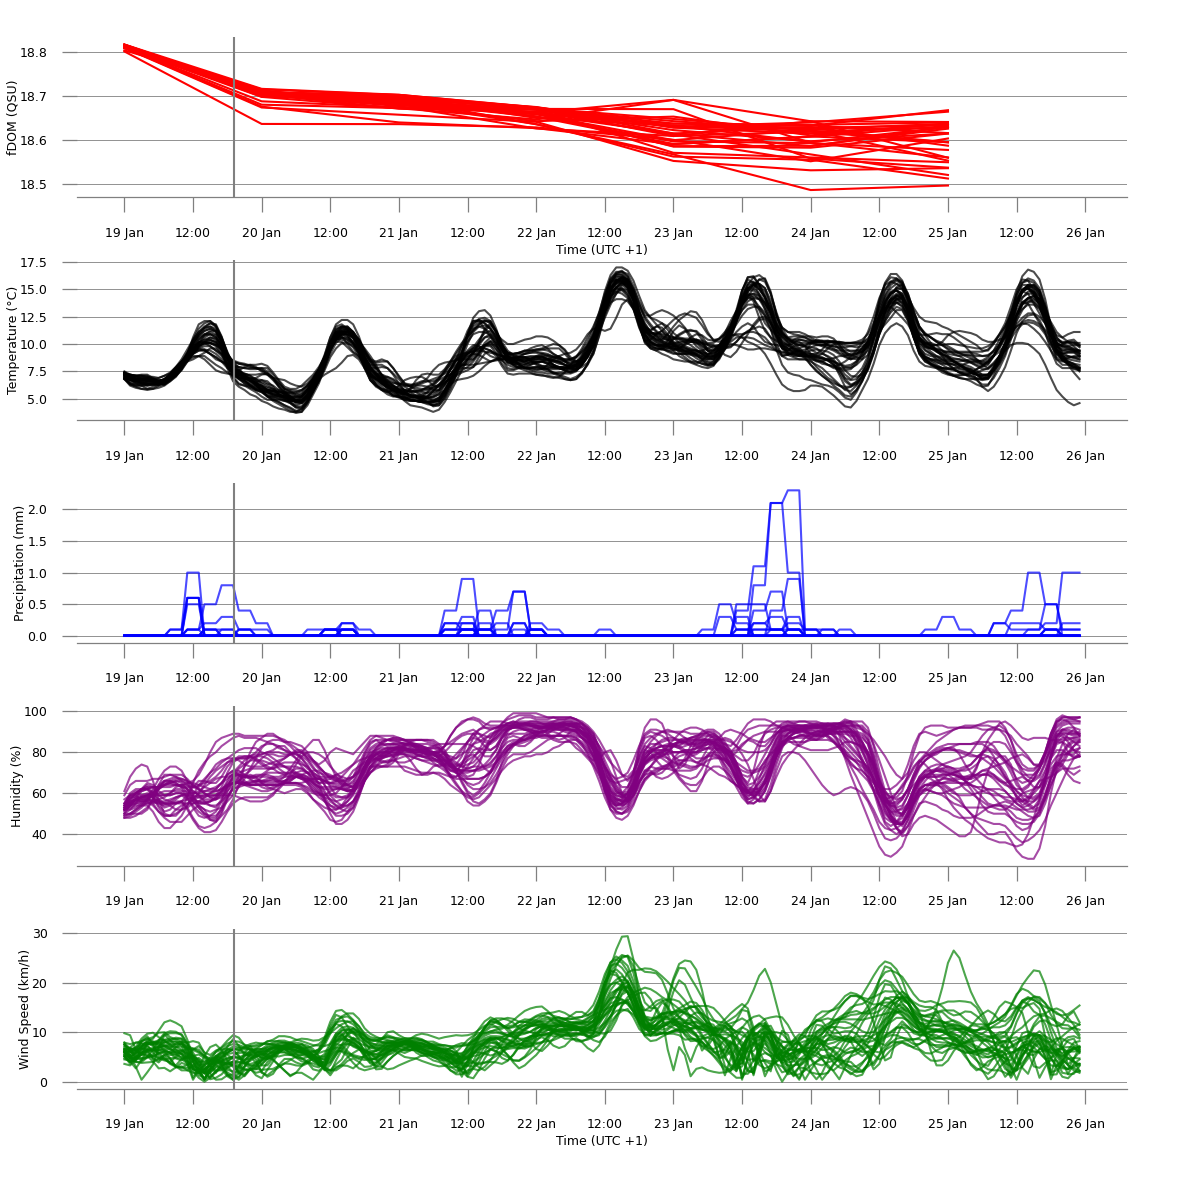 18.8
18.7
18.6
18.5
fDOM (QSU)
19 Jan 12:00 20 Jan 12:00 21 Jan 12:00 22 Jan 12:00 23 Jan 12:00 24 Jan 12:00 25 Jan 12:00 26 Jan
Time (UTC +1)
17.5
15.0
12.5
10.0
7.5
5.0
Temperature (°C)
19 Jan 12:00 20 Jan 12:00 21 Jan 12:00 22 Jan 12:00 23 Jan 12:00 24 Jan 12:00 25 Jan 12:00 26 Jan
2.0
1.5
1.0
0.5
0.0
Precipitation (mm)
19 Jan 12:00 20 Jan 12:00 21 Jan 12:00 22 Jan 12:00 23 Jan 12:00 24 Jan 12:00 25 Jan 12:00 26 Jan
100
80
60
40
Humidity (%)
19 Jan 12:00 20 Jan 12:00 21 Jan 12:00 22 Jan 12:00 23 Jan 12:00 24 Jan 12:00 25 Jan 12:00 26 Jan
30
20
10
0
Wind Speed (km/h)
19 Jan 12:00 20 Jan 12:00 21 Jan 12:00 22 Jan 12:00 23 Jan 12:00 24 Jan 12:00 25 Jan 12:00 26 Jan
Time (UTC +1)